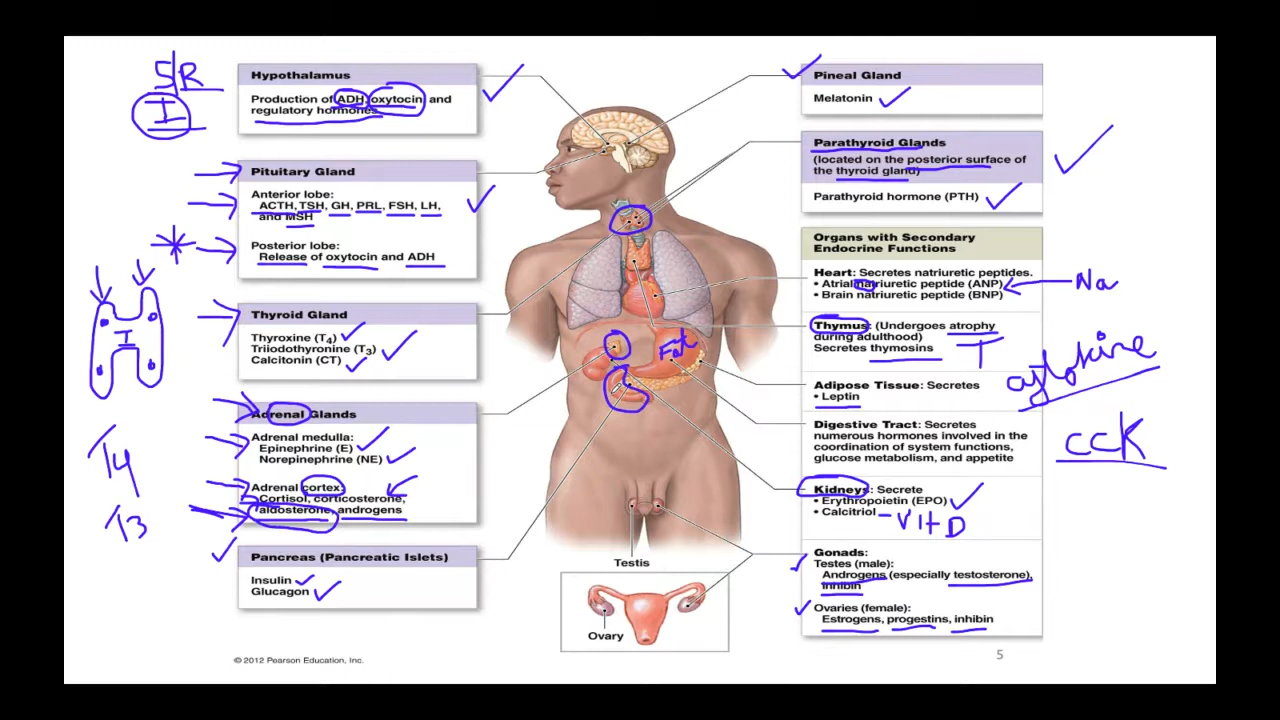 S/R
I
Hypothalamus
Production of ADH, oxytocin and
regulatory hormones
Pituitary Gland
Anterior lobe:
ACTH, TSH, GH, PRL, FSH, LH,
and MSH
Posterior lobe:
Release of oxytocin and ADH
I
Thyroid Gland
Thyroxine (T4)
Triiodothyronine (T3)
Calcitonin (CT)
Adrenal Glands
Adrenal medulla:
Epinephrine (E)
Norepinephrine (NE)
Adrenal cortex:
Cortisol, corticosterone,
aldosterone, androgens
T4
T3
Pancreas (Pancreatic Islets)
Insulin
Glucagon
© 2012 Pearson Education, Inc.
Fat
Testis
Ovary
Pineal Gland
Melatonin
Parathyroid Glands
(located on the posterior surface of
the thyroid gland)
Parathyroid hormone (PTH)
Organs with Secondary
Endocrine Functions
Heart: Secretes natriuretic peptides.
• Atrial natriuretic peptide (ANP)
• Brain natriuretic peptide (BNP)
Na
Thymus: (Undergoes atrophy
during adulthood)
Secretes thymosins
T
cytokine
Adipose Tissue: Secretes
• Leptin
Digestive Tract: Secretes
numerous hormones involved in the
coordination of system functions,
glucose metabolism, and appetite
CCK
Kidneys: Secrete
• Erythropoietin (EPO)
• Calcitriol - Vit D
Gonads:
Testes (male):
Androgens (especially testosterone),
inhibin
Ovaries (female):
Estrogens, progestins, inhibin
5